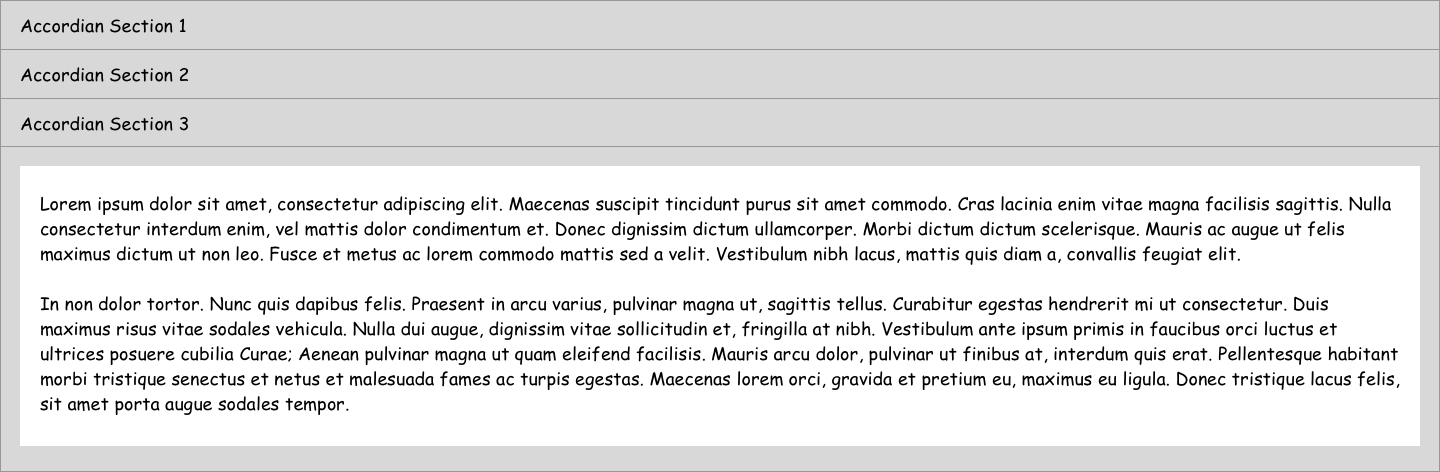 Accordian Section 1
Accordian Section 2
Accordian Section 3
Lorem ipsum dolor sit amet, consectetur adipiscing elit. Maecenas suscipit tincidunt purus sit amet commodo. Cras lacinia enim vitae magna facilisis sagittis. Nulla
consectetur interdum enim, vel mattis dolor condimentum et. Donec dignissim dictum ullamcorper. Morbi dictum dictum scelerisque. Mauris ac augue ut felis
maximus dictum ut non leo. Fusce et metus ac lorem commodo mattis sed a velit. Vestibulum nibh lacus, mattis quis diam a, convallis feugiat elit.
In non dolor tortor. Nunc quis dapibus felis. Praesent in arcu varius, pulvinar magna ut, sagittis tellus. Curabitur egestas hendrerit mi ut consectetur. Duis
maximus risus vitae sodales vehicula. Nulla dui augue, dignissim vitae sollicitudin et, fringilla at nibh. Vestibulum ante ipsum primis in faucibus orci luctus et
ultrices posuere cubilia Curae; Aenean pulvinar magna ut quam eleifend facilisis. Mauris arcu dolor, pulvinar ut finibus at, interdum quis erat. Pellentesque habitant
morbi tristique senectus et netus et malesuada fames ac turpis egestas. Maecenas lorem orci, gravida et pretium eu, maximus eu ligula. Donec tristique lacus felis,
sit amet porta augue sodales tempor.